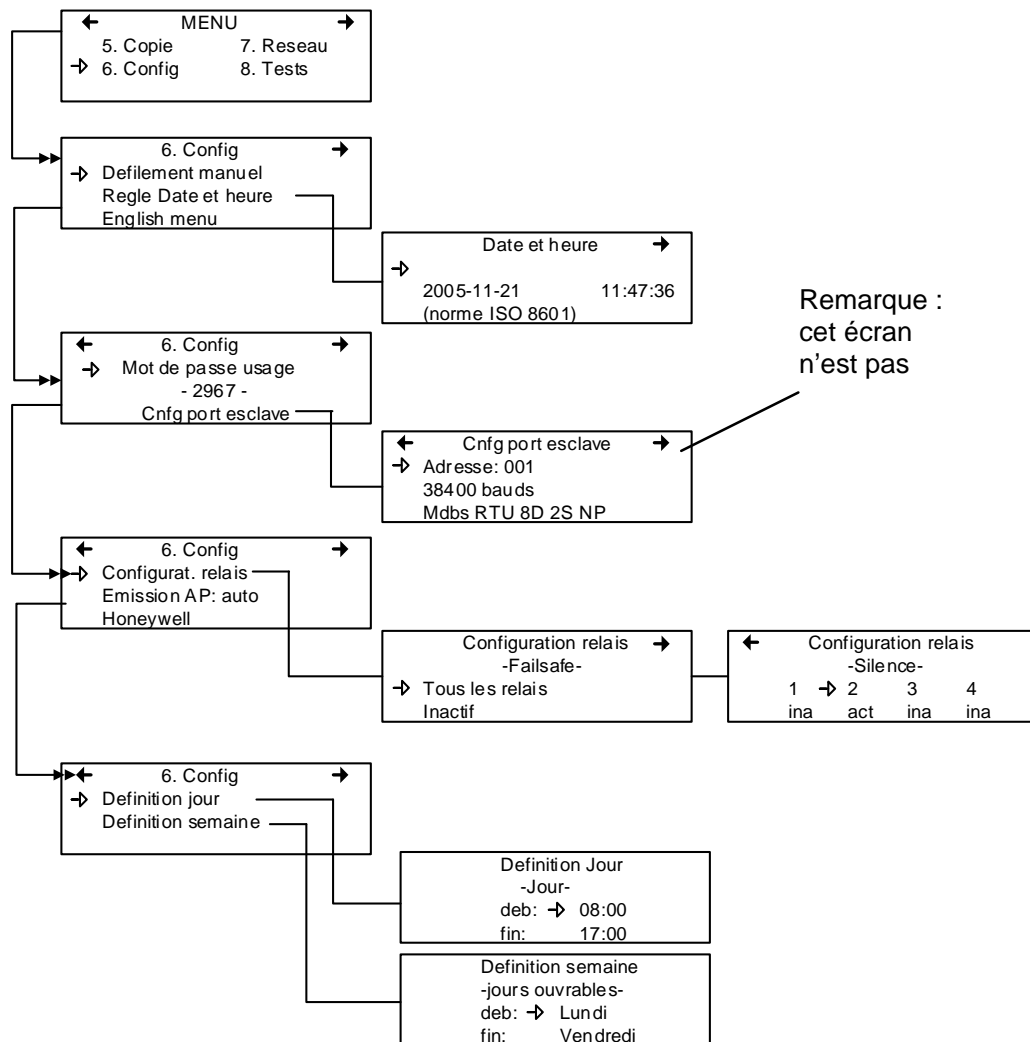 MENU
5. Copie 7. Reseau
6. Config 8. Tests
6. Config
Defilement manuel
Regle Date et heure
English menu
Date et heure
2005-11-21 11:47:36
(norme ISO 8601)
Remarque :
cet écran
n'est pas
6. Config
Mot de passe usage
- 2967 -
Cnfg port esclave
Cnfg port esclave
Adresse: 001
38400 bauds
Mdbs RTU 8D 2S NP
6. Config
Configurat. relais
Emission AP: auto
Honeywell
Configuration relais
-Failsafe-
Tous les relais
Inactif
Configuration relais
-Silence-
1 2 3 4
ina act ina ina
6. Config
Definition jour
Definition semaine
Definition Jour
-Jour-
deb: 08:00
fin: 17:00
Definition semaine
-jours ouvrables-
deb: Lundi
fin: Vendredi